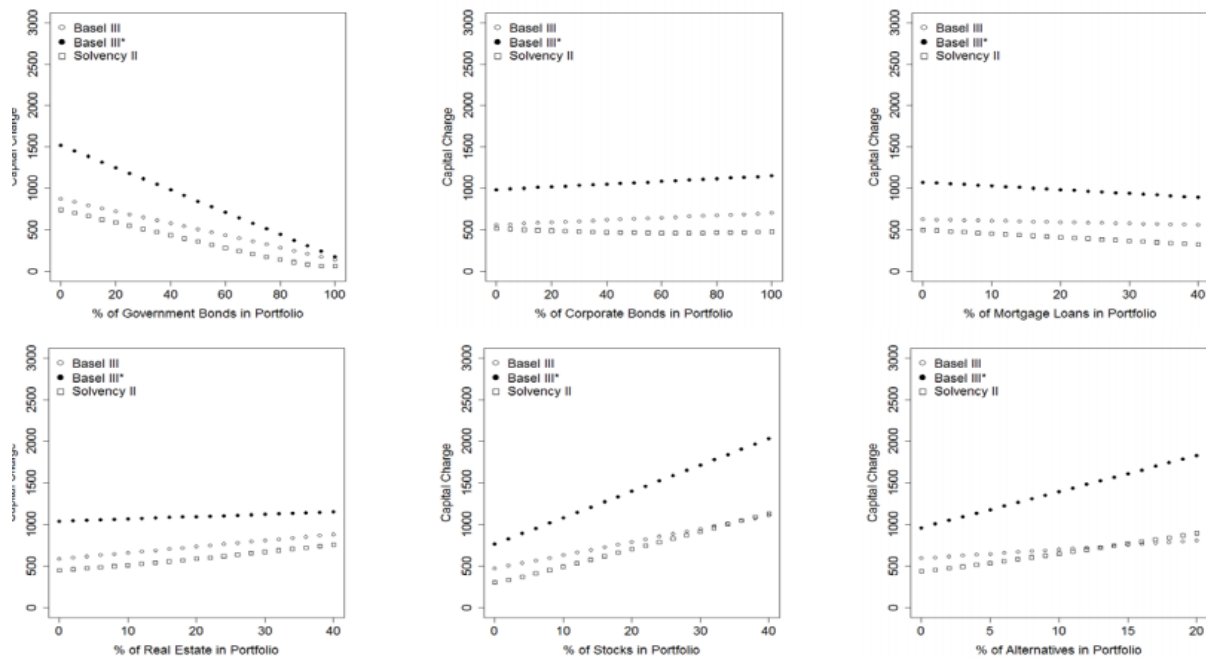 3000
2500
2000
1500
1000
500
0
Capital Charge
Basel III
Basel III*
Solvency II
0 20 40 60 80 100
% of Government Bonds in Portfolio
3000
2500
2000
1500
1000
500
0
Capital Charge
Basel III
Basel III*
Solvency II
0 20 40 60 80 100
% of Corporate Bonds in Portfolio
3000
2500
2000
1500
1000
500
0
Capital Charge
Basel III
Basel III*
Solvency II
0 10 20 30 40
% of Mortgage Loans in Portfolio
3000
2500
2000
1500
1000
500
0
Capital Charge
Basel III
Basel III*
Solvency II
0 10 20 30 40
% of Real Estate in Portfolio
3000
2500
2000
1500
1000
500
0
Capital Charge
Basel III
Basel III*
Solvency II
0 10 20 30 40
% of Stocks in Portfolio
3000
2500
2000
1500
1000
500
0
Capital Charge
Basel III
Basel III*
Solvency II
0 5 10 15 20
% of Alternatives in Portfolio